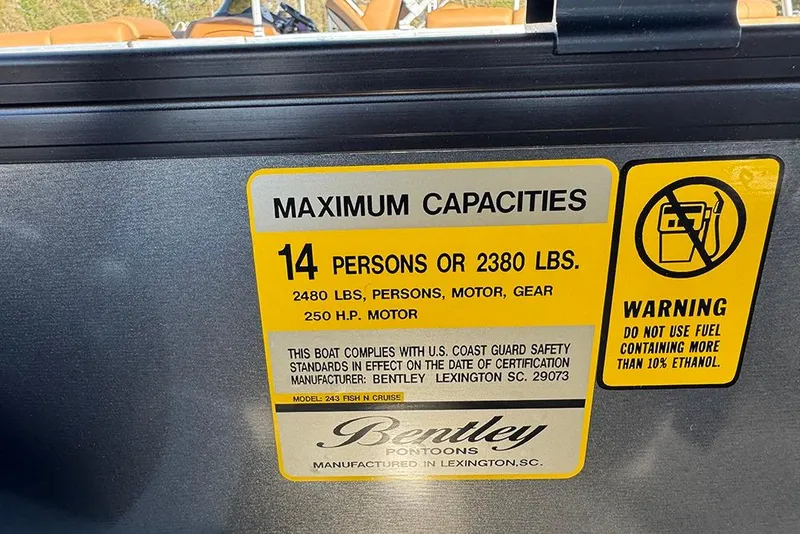 MAXIMUM CAPACITIES
14 PERSONS OR 2380 LBS.
2480 LBS, PERSONS, MOTOR, GEAR
250 H.P. MOTOR
THIS BOAT COMPLIES WITH U.S. COAST GUARD SAFETY
STANDARDS IN EFFECT ON THE DATE OF CERTIFICATION
MANUFACTURER: BENTLEY LEXINGTON SC. 29073
MODEL: 243 FISH N CRUISE
Bentley
PONTOONS
MANUFACTURED IN LEXINGTON,SC.
WARNING
DO NOT USE FUEL
CONTAINING MORE
THAN 10% ETHANOL.